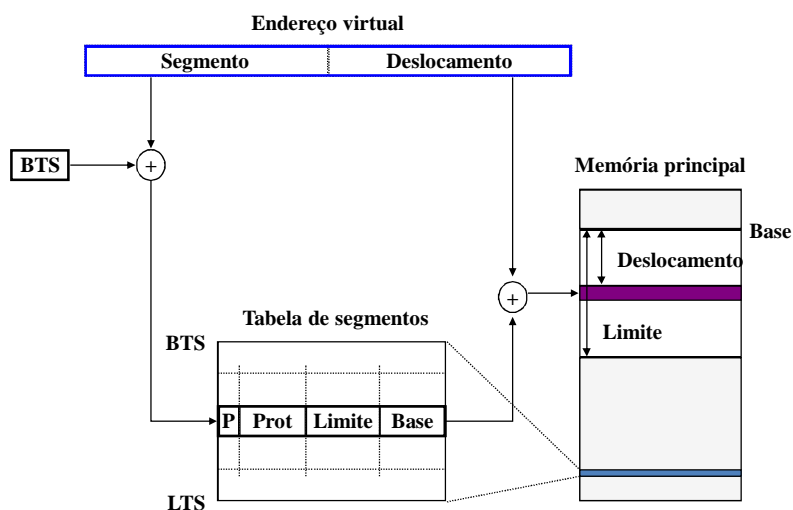 Endereço virtual
Segmento Deslocamento
BTS
+
Memória principal
Base
Deslocamento
+
Limite
Tabela de segmentos
BTS
P Prot Limite Base
LTS